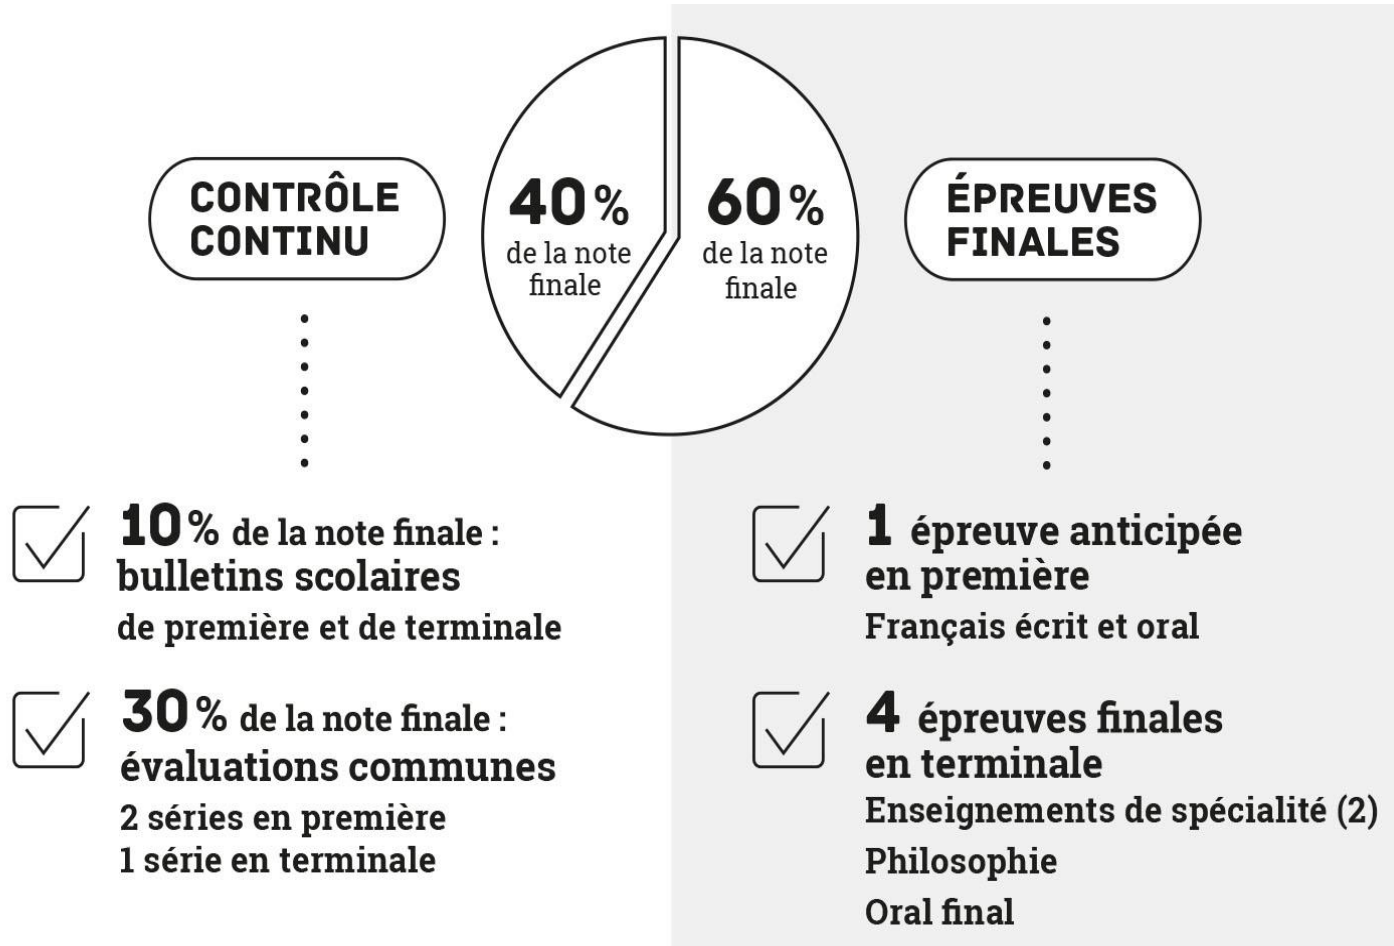 CONTRÔLE
CONTINU
40%
de la note
finale
60%
de la note
finale
ÉPREUVES
FINALES
10% de la note finale :
bulletins scolaires
de première et de terminale
30% de la note finale :
évaluations communes
2 séries en première
1 série en terminale
1 épreuve anticipée
en première
Français écrit et oral
4 épreuves finales
en terminale
Enseignements de spécialité (2)
Philosophie
Oral final